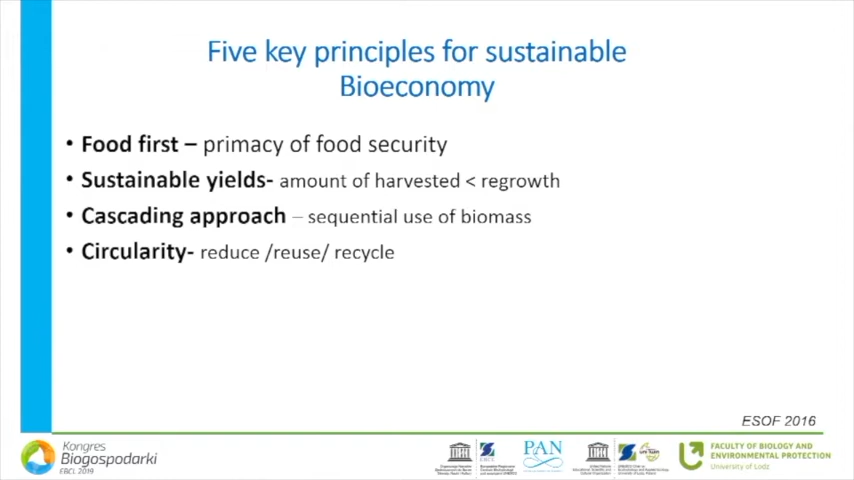 Five key principles for sustainable
Bioeconomy
• Food first – primacy of food security
• Sustainable yields- amount of harvested < regrowth
• Cascading approach – sequential use of biomass
• Circularity- reduce /reuse/ recycle
ESOF 2016
Kongres
Biogospodarki
EBCL 2019
PAN
FACULTY OF BIOLOGY AND
ENVIRONMENTAL PROTECTION
University of Lodz